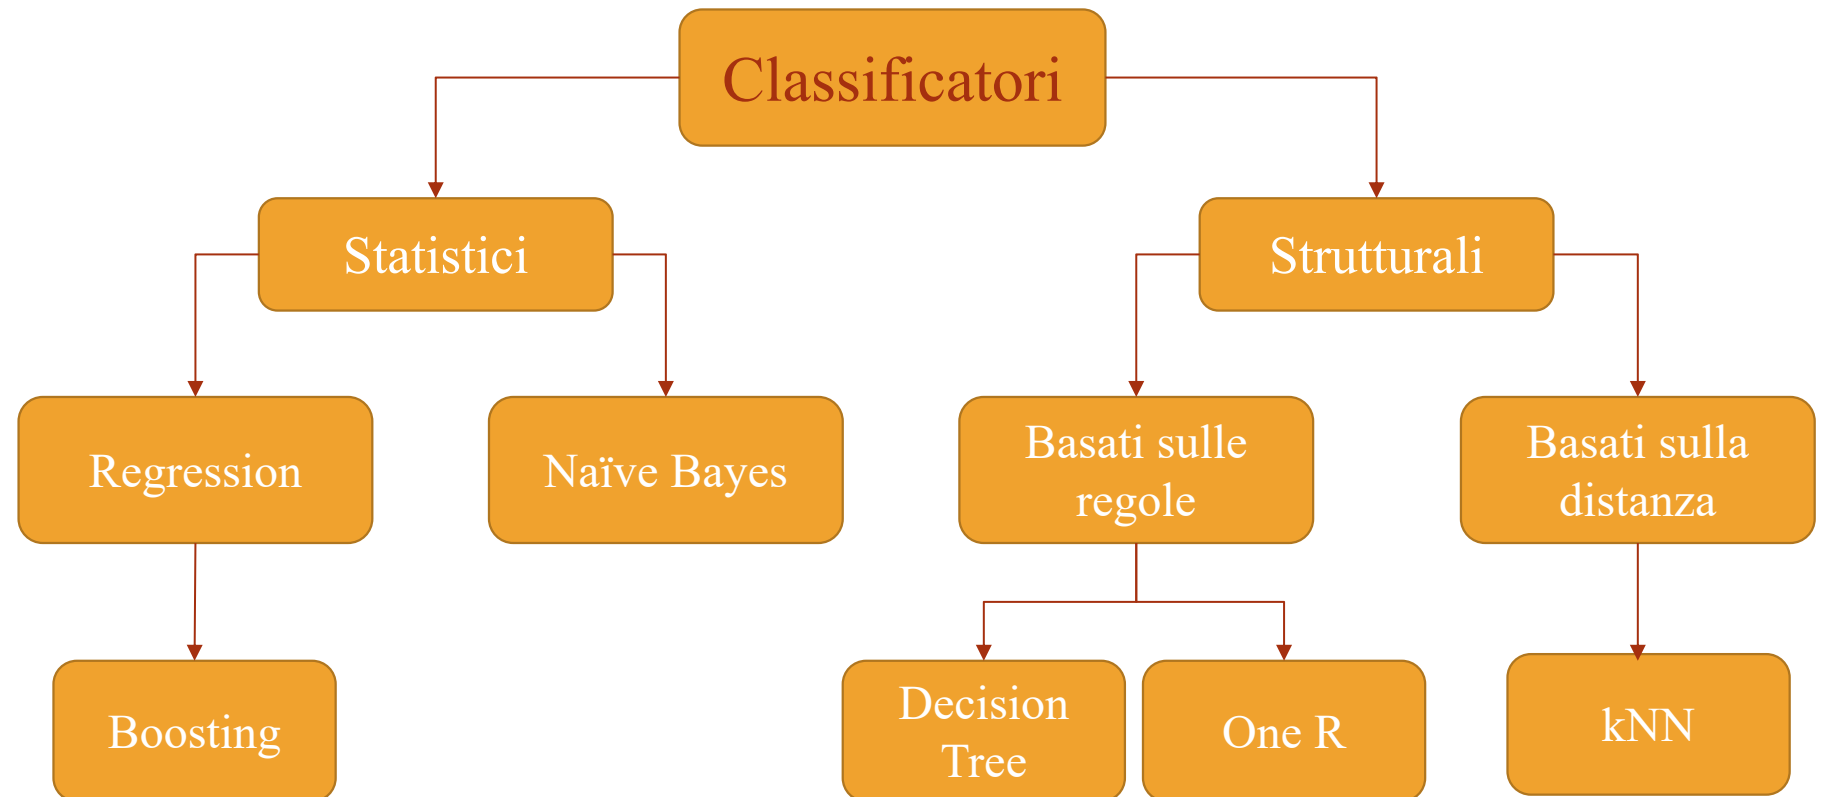 Classificatori
Statistici
Strutturali
Regression
Naïve Bayes
Basati sulle
regole
Basati sulla
distanza
Boosting
Decision
Tree
One R
kNN